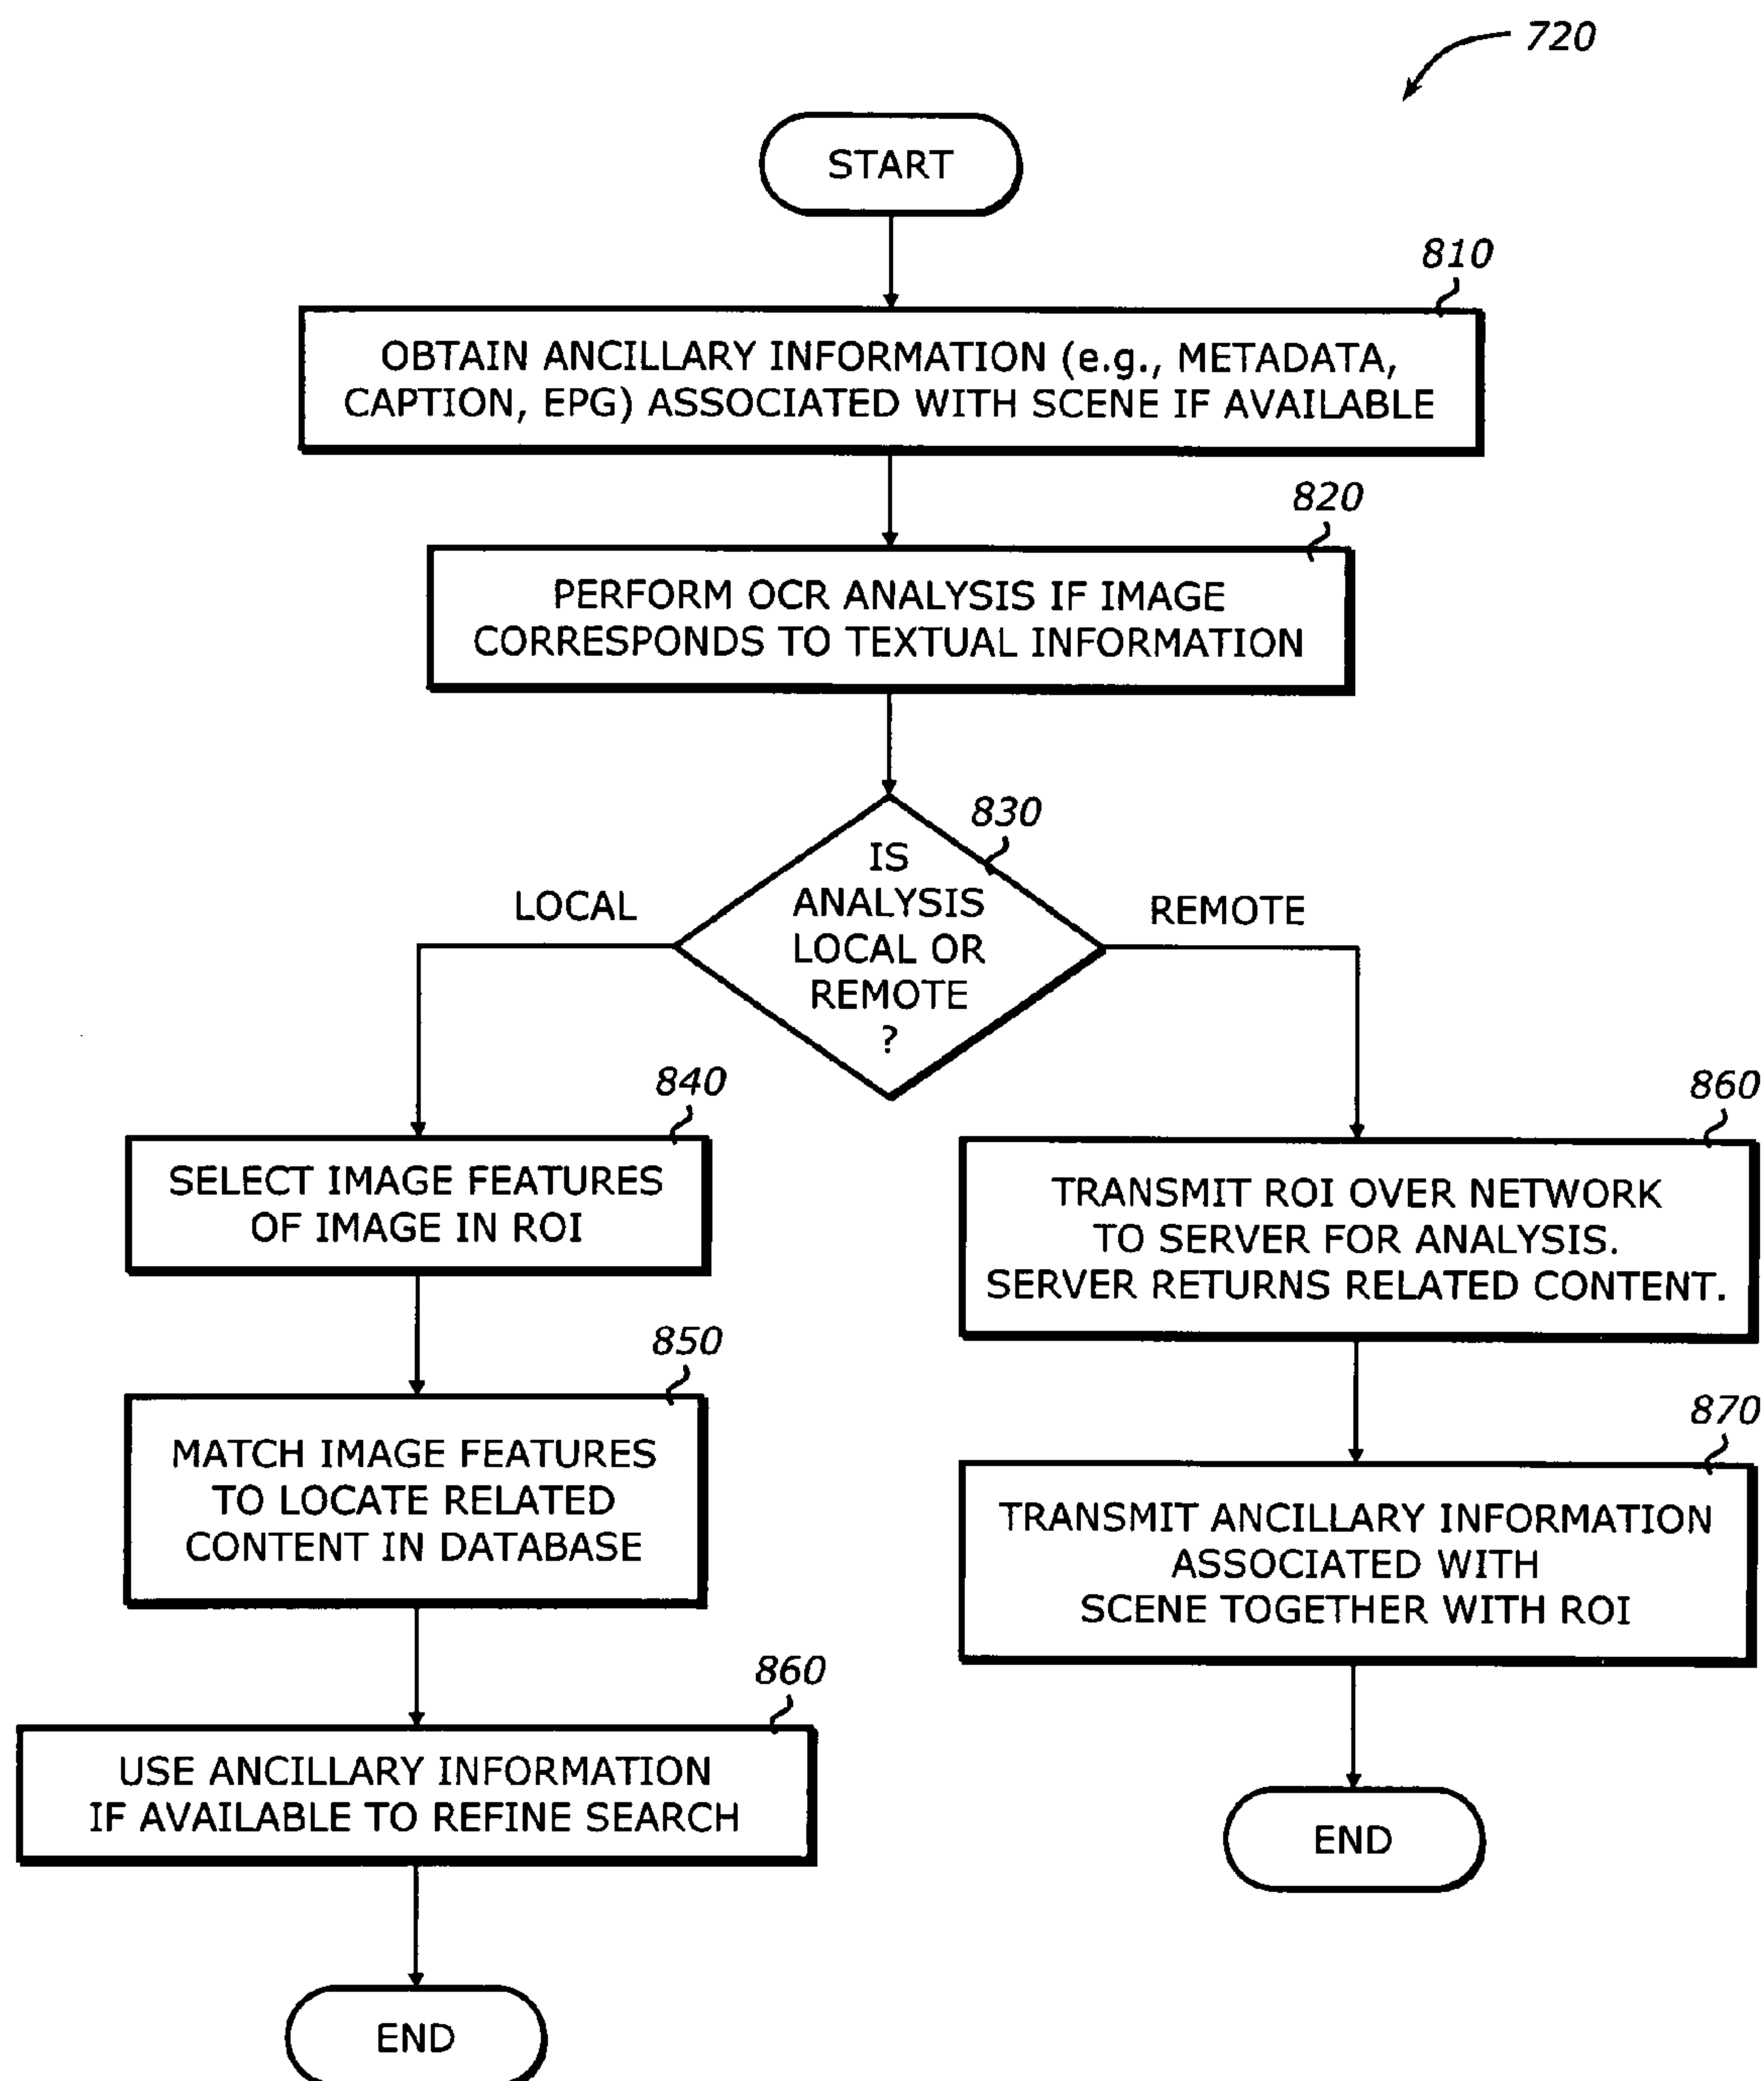 720
START
810
OBTAIN ANCILLARY INFORMATION (e.g., METADATA,
CAPTION, EPG) ASSOCIATED WITH SCENE IF AVAILABLE
820
PERFORM OCR ANALYSIS IF IMAGE
CORRESPONDS TO TEXTUAL INFORMATION
830
IS
ANALYSIS
LOCAL OR
REMOTE
?
LOCAL
REMOTE
840
SELECT IMAGE FEATURES
OF IMAGE IN ROI
850
MATCH IMAGE FEATURES
TO LOCATE RELATED
CONTENT IN DATABASE
860
USE ANCILLARY INFORMATION
IF AVAILABLE TO REFINE SEARCH
END
860
TRANSMIT ROI OVER NETWORK
TO SERVER FOR ANALYSIS.
SERVER RETURNS RELATED CONTENT.
870
TRANSMIT ANCILLARY INFORMATION
ASSOCIATED WITH
SCENE TOGETHER WITH ROI
END